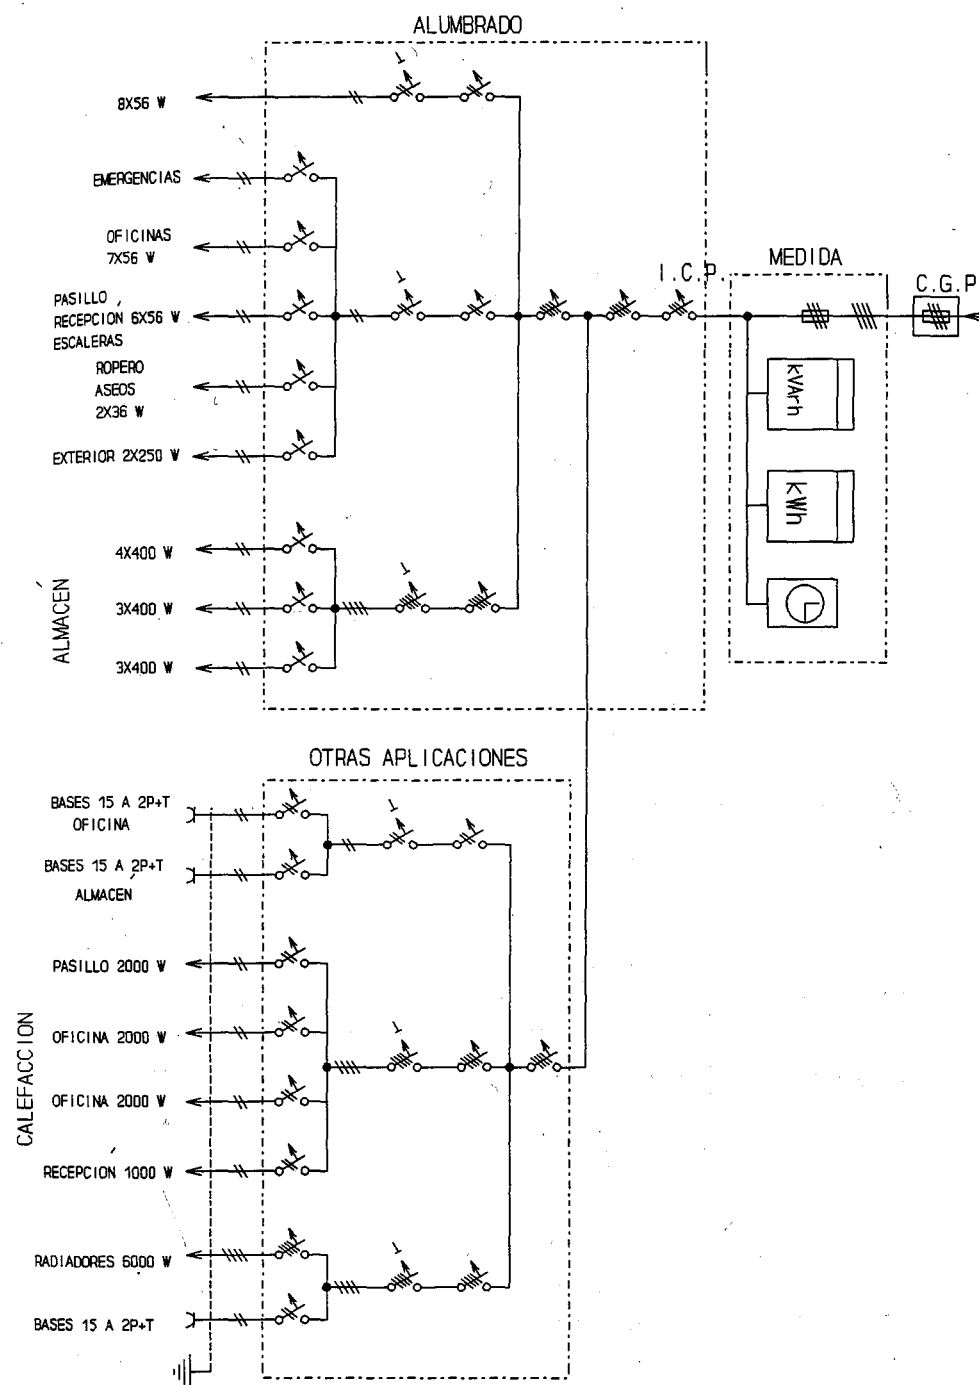 ALUMBRADO
8X56 W
EMERGENCIAS
OFICINAS
7X56 W
PASILLO
RECEPCION 6X56 W
ESCALERAS
ROPERO
ASEOS
2X36 W
EXTERIOR 2X250 W
ALMACÉN
4X400 W
3X400 W
3X400 W
I.C.P.
MEDIDA
C.G.P
kVArh
kWh
OTRAS APLICACIONES
BASES 15 A 2P+T
OFICINA
BASES 15 A 2P+T
ALMACEN
CALEFACCION
PASILLO 2000 W
OFICINA 2000 W
OFICINA 2000 W
RECEPCIÓN 1000 W
RADIADORES 6000 W
BASES 15 A 2P+T